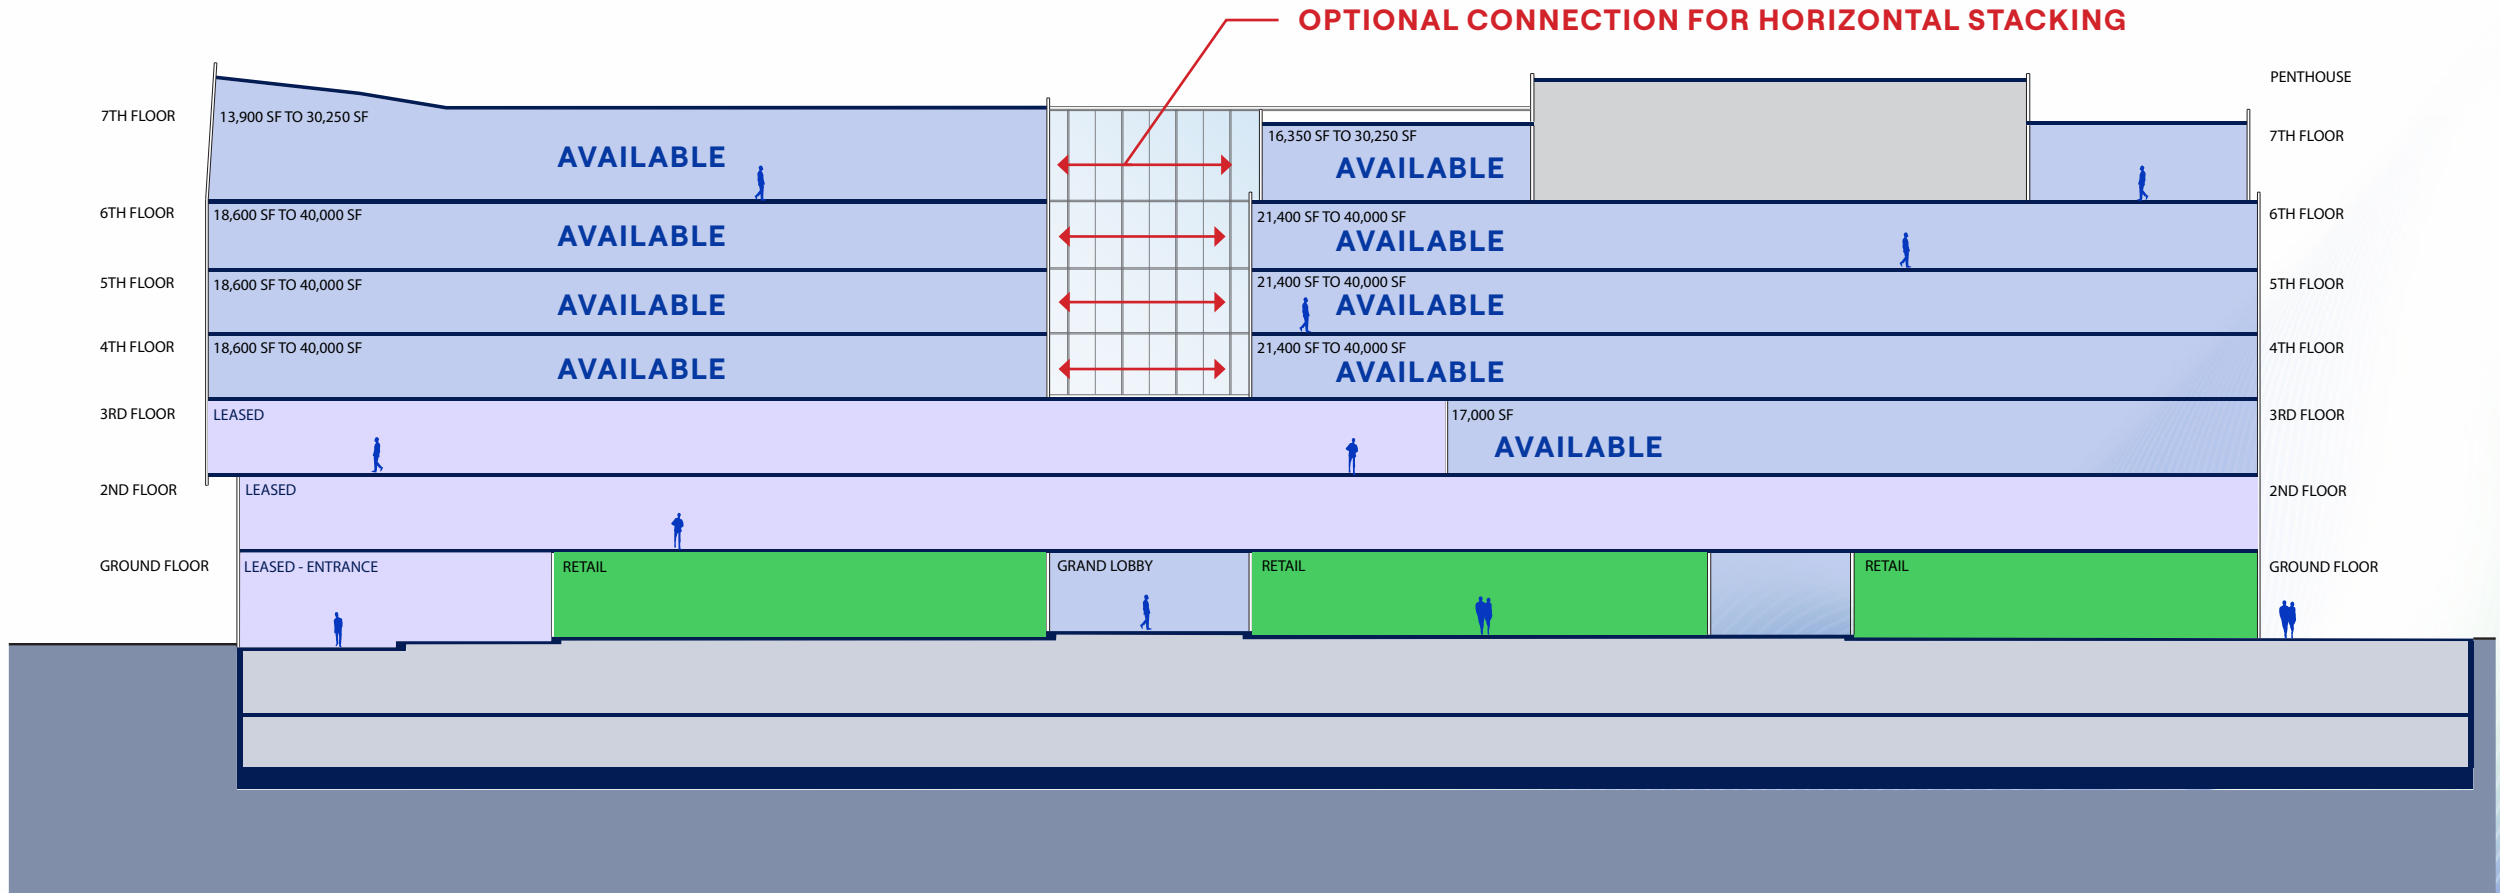 OPTIONAL CONNECTION FOR HORIZONTAL STACKING
PENTHOUSE
7TH FLOOR
13,900 SF TO 30,250 SF
AVAILABLE
16,350 SF TO 30,250 SF
AVAILABLE
7TH FLOOR
6TH FLOOR
18,600 SF TO 40,000 SF
AVAILABLE
21,400 SF TO 40,000 SF
AVAILABLE
6TH FLOOR
5TH FLOOR
18,600 SF TO 40,000 SF
AVAILABLE
21,400 SF TO 40,000 SF
AVAILABLE
5TH FLOOR
4TH FLOOR
18,600 SF TO 40,000 SF
AVAILABLE
21,400 SF TO 40,000 SF
AVAILABLE
4TH FLOOR
3RD FLOOR
LEASED
17,000 SF
AVAILABLE
3RD FLOOR
2ND FLOOR
LEASED
2ND FLOOR
GROUND FLOOR
LEASED - ENTRANCE
RETAIL
GRAND LOBBY
RETAIL
RETAIL
GROUND FLOOR